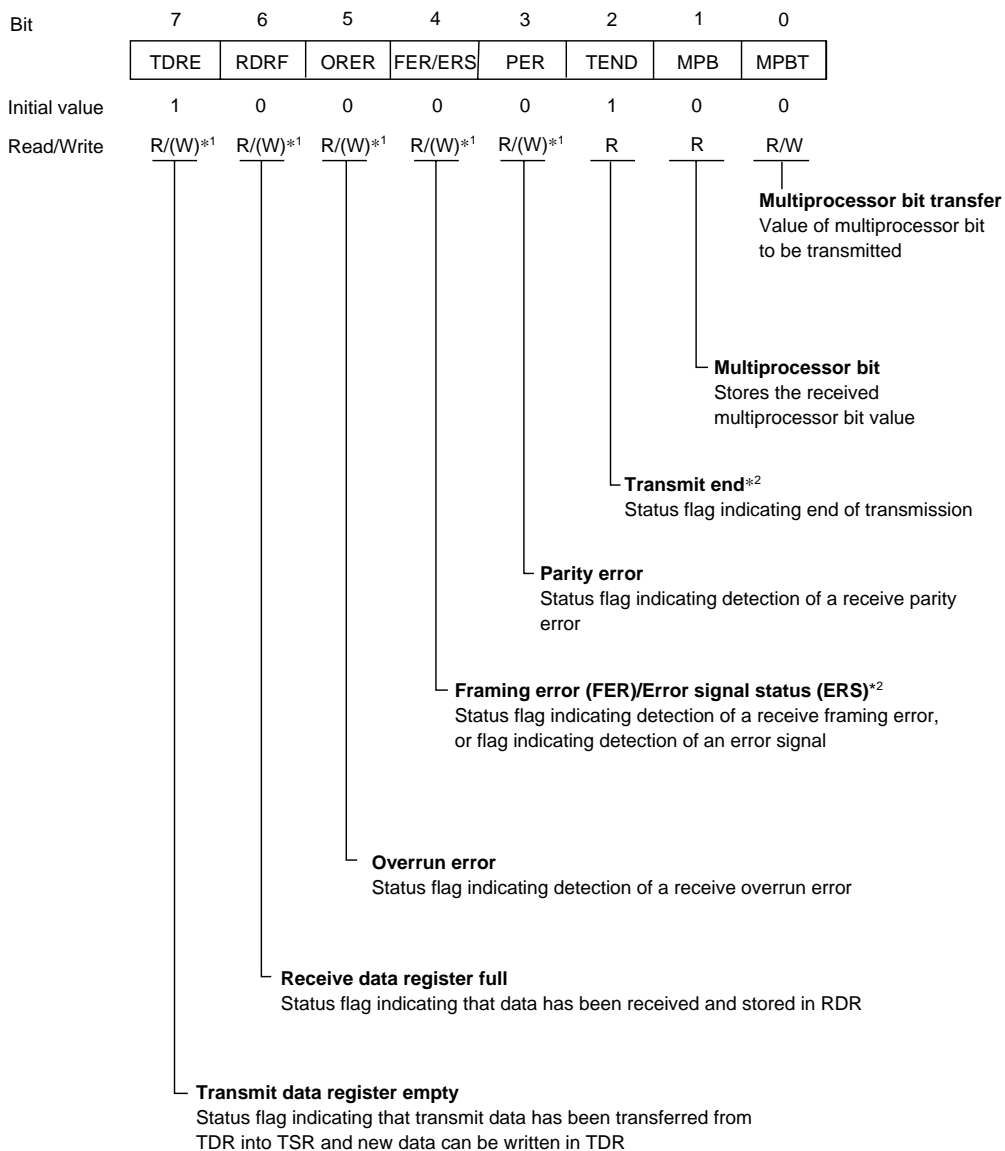 Bit 7 6 5 4 3 2 1 0
TDRE RDRF ORER FER/ERS PER TEND MPB MPBT
Initial value 1 0 0 0 0 1 0 0
Read/Write R/(W)*1 R/(W)*1 R/(W)*1 R/(W)*1 R/(W)*1 R R R/W
Multiprocessor bit transfer
Value of multiprocessor bit
to be transmitted
Multiprocessor bit
Stores the received
multiprocessor bit value
Transmit end*2
Status flag indicating end of transmission
Parity error
Status flag indicating detection of a receive parity
error
Framing error (FER)/Error signal status (ERS)*2
Status flag indicating detection of a receive framing error,
or flag indicating detection of an error signal
Overrun error
Status flag indicating detection of a receive overrun error
Receive data register full
Status flag indicating that data has been received and stored in RDR
Transmit data register empty
Status flag indicating that transmit data has been transferred from
TDR into TSR and new data can be written in TDR